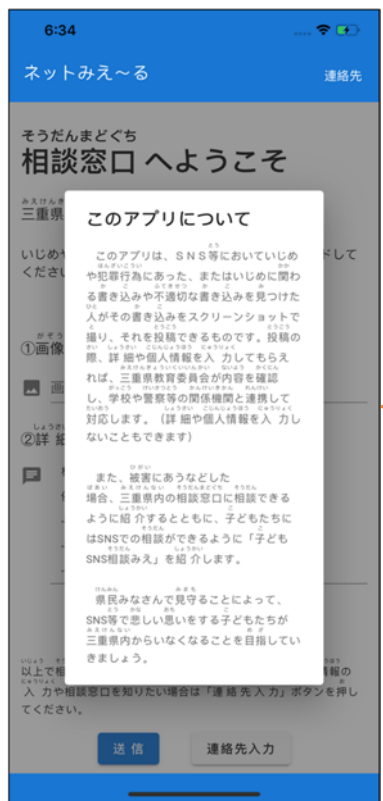 6:34
ネットみえ~る
連絡先
そうだんまどぐち
相談窓口 へようこそ
三重県
いじめや
ドして
ください
①画像
画
②詳 細
このアプリについて
このアプリは、SNS等においていじめ
や犯罪行為にあった、またはいじめに関わ
る書き込みや不適切な書き込みを見つけた
人がその書き込みをスクリーンショットで
撮り、それを投稿できるものです。投稿の
際、詳 細や個人情報を入 力してもらえ
れば、三重県教育委員会が内容を確認
し、学校や警察等の関係機関と連携して
対応します。(詳 細や個人情報を入 力し
ないこともできます)
また、被害にあうなどした
場合、三重県内の相談窓口に相談できる
ように紹 介するとともに、子どもたちに
はSNSでの相談ができるように「子ども
SNS相談みえ」を紹 介します。
県民みなさんで見守ることによって、
SNS等で悲しい思いをする子どもたちが
三重県内からいなくなることを目指してい
きましょう。
以上で相
報の
入 力や相談窓口を知りたい場合は「連 絡 先 入 力」ボタンを押し
てください。
送 信
連絡先入力